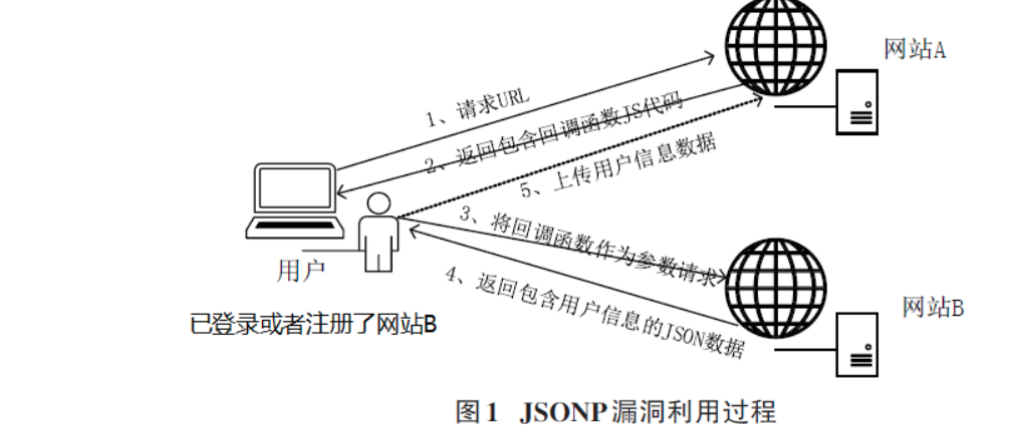 网站A
1、请求URL
2、返回包含回调函数JS代码
5、上传用户信息数据
3、将回调函数作为参数请求
4、返回包含用户信息的JSON数据
用户
网站B
已登录或者注册了网站B
图1 JSONP漏洞利用过程